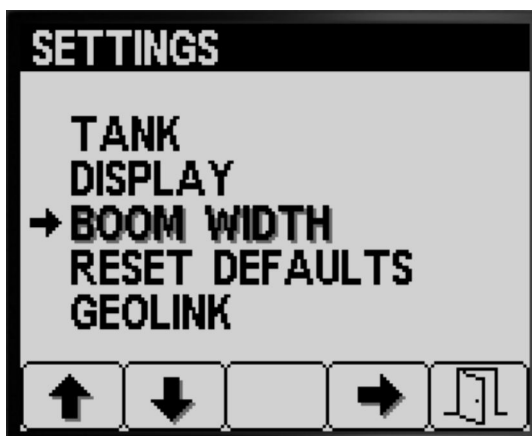 SETTINGS
TANK
DISPLAY
BOOM WIDTH
RESET DEFAULTS
GEOLINK